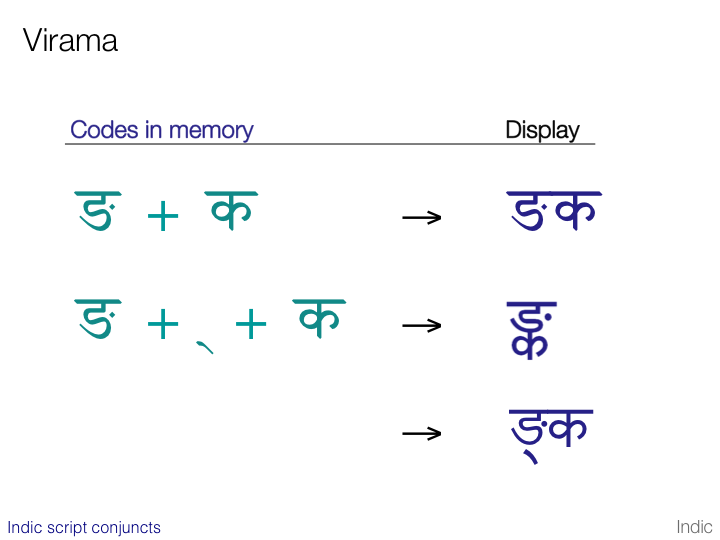 Virama
Codes in memory Display
ङ + क → ङक
ङ + ् + क → ङ्क
→ ङ्‌क
Indic script conjuncts Indic